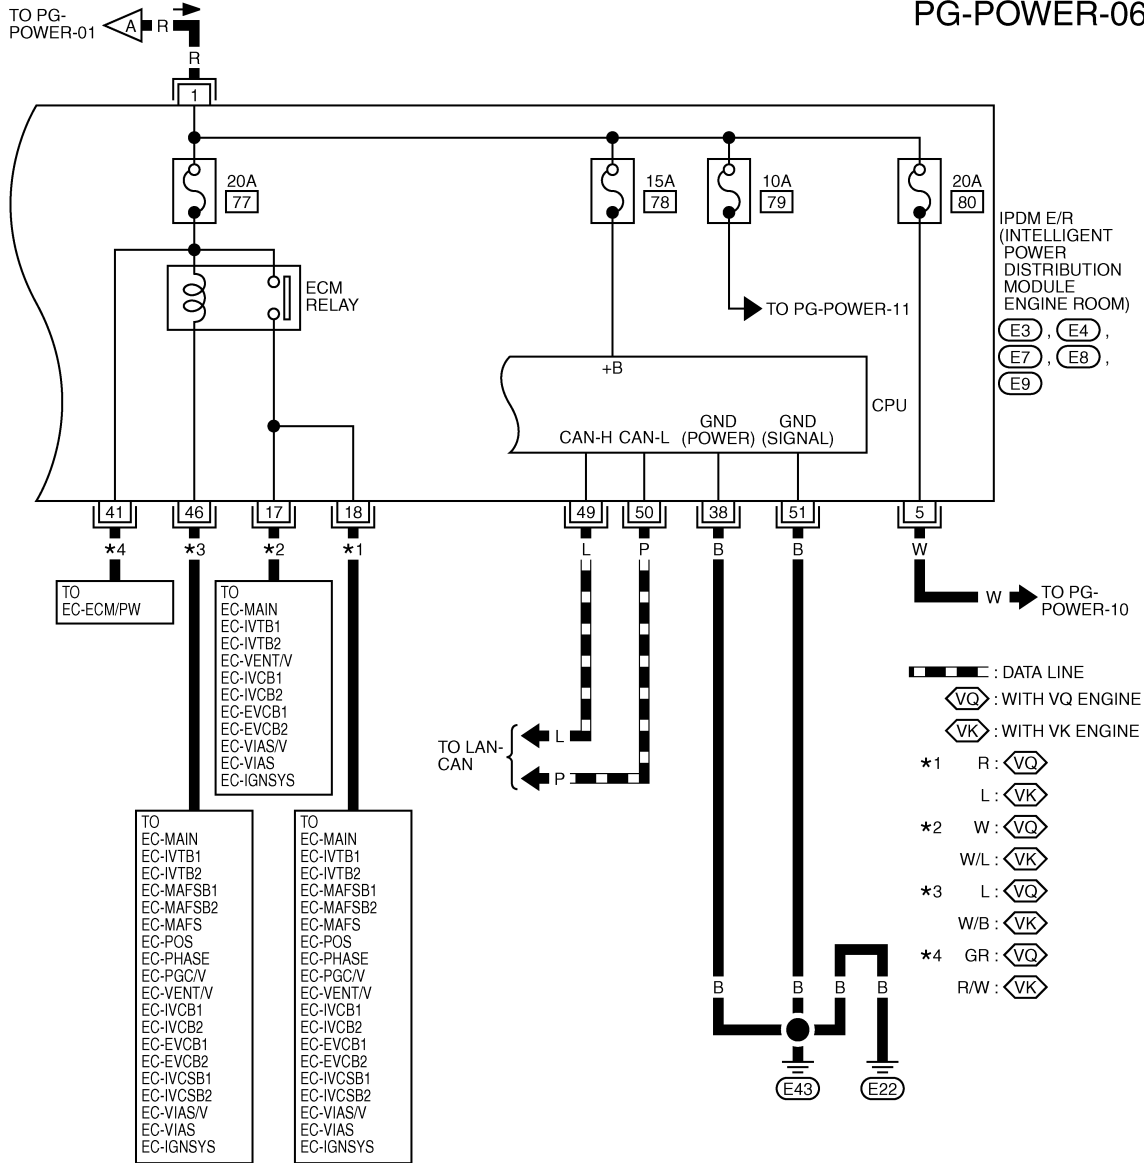 PG-POWER-06
TO PG-
POWER-01
A
R
R
1
20A
77
15A
78
10A
79
20A
80
IPDM E/R
(INTELLIGENT
POWER
DISTRIBUTION
MODULE
ENGINE ROOM)
E3 , E4 ,
E7 , E8 ,
E9
ECM
RELAY
TO PG-POWER-11
+B
CPU
CAN-H
CAN-L
GND
(POWER)
GND
(SIGNAL)
41
46
17
18
49
50
38
51
5
*4
*3
*2
*1
L
P
B
B
W
TO
EC-ECM/PW
TO
EC-MAIN
EC-IVTB1
EC-IVTB2
EC-VENT/V
EC-IVCB1
EC-IVCB2
EC-EVCB1
EC-EVCB2
EC-VIAS/V
EC-VIAS
EC-IGNSYS
W
TO PG-
POWER-10
TO LAN-
CAN
L
P
: DATA LINE
VQ : WITH VQ ENGINE
VK : WITH VK ENGINE
*1 R : VQ
L : VK
*2 W : VQ
W/L : VK
*3 L : VQ
W/B : VK
*4 GR : VQ
R/W : VK
TO
EC-MAIN
EC-IVTB1
EC-IVTB2
EC-MAFSB1
EC-MAFSB2
EC-MAFS
EC-POS
EC-PHASE
EC-PGC/V
EC-VENT/V
EC-IVCB1
EC-IVCB2
EC-EVCB1
EC-EVCB2
EC-IVCSB1
EC-IVCSB2
EC-VIAS/V
EC-VIAS
EC-IGNSYS
TO
EC-MAIN
EC-IVTB1
EC-IVTB2
EC-MAFSB1
EC-MAFSB2
EC-MAFS
EC-POS
EC-PHASE
EC-PGC/V
EC-VENT/V
EC-IVCB1
EC-IVCB2
EC-EVCB1
EC-EVCB2
EC-IVCSB1
EC-IVCSB2
EC-VIAS/V
EC-VIAS
EC-IGNSYS
B
B
B
B
E43
E22